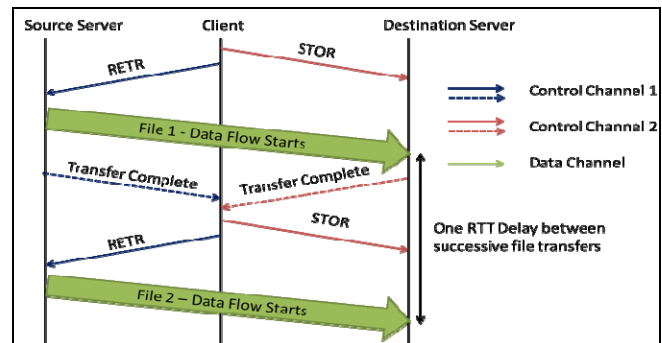 Source Server
Client
Destination Server
STOR
RETR
Control Channel 1
File 1 - Data Flow Starts
Control Channel 2
Data Channel
Transfer Complete
Transfer Complete
STOR
One RTT Delay between
successive file transfers
RETR
File 2 – Data Flow Starts